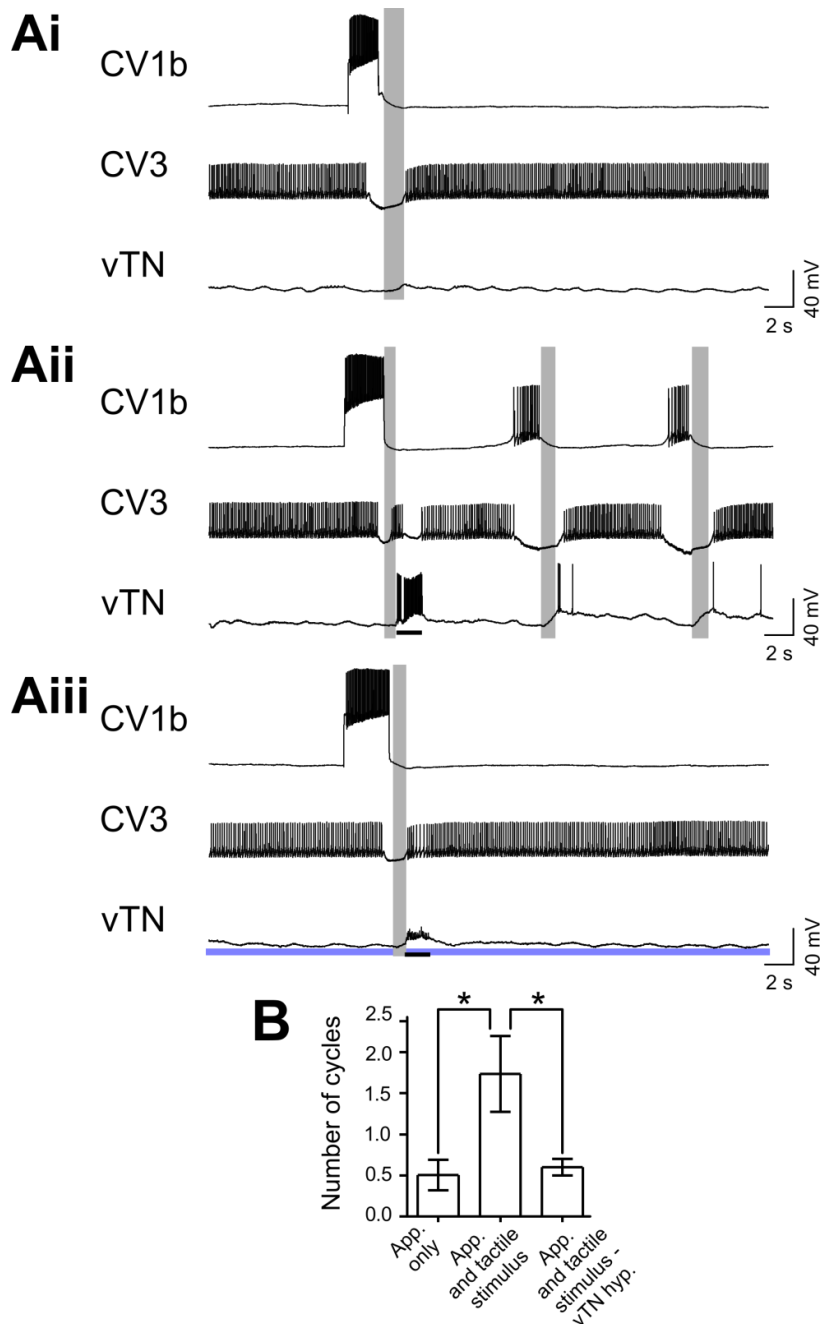 Ai
CV1b
CV3
vTN
40 mV
2 s
Aii
CV1b
CV3
vTN
40 mV
2 s
Aiii
CV1b
CV3
vTN
40 mV
2 s
B
* *
Number of cycles
2.5
2.0
1.5
1.0
0.5
0.0
App.
only
App.
and tactile
stimulus
App.
and tactile
stimulus -
vTN hyp.